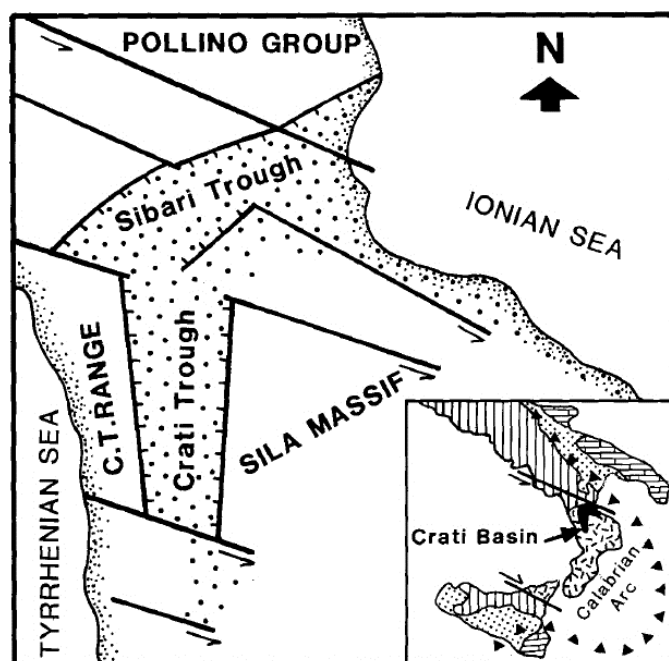 POLLINO GROUP
N
Sibari Trough
IONIAN SEA
C.T. RANGE
Crati Trough
SILA MASSIF
TYRRHENIAN SEA
Crati Basin
Calabrian
Arc